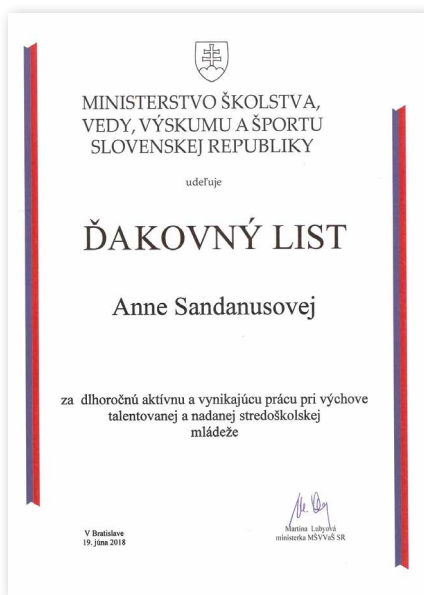 MINISTERSTVO ŠKOLSTVA,
VEDY, VÝSKUMU A ŠPORTU
SLOVENSKEJ REPUBLIKY
udeľuje
ĎAKOVNÝ LIST
Anne Sandanusovej
za dlhoročnú aktívnu a vynikajúcu prácu pri výchove
talentovanej a nadanej stredoškolskej
mládeže
V Bratislave
19. júna 2018
Martina Lubyová
ministerka MŠVVaŠ SR